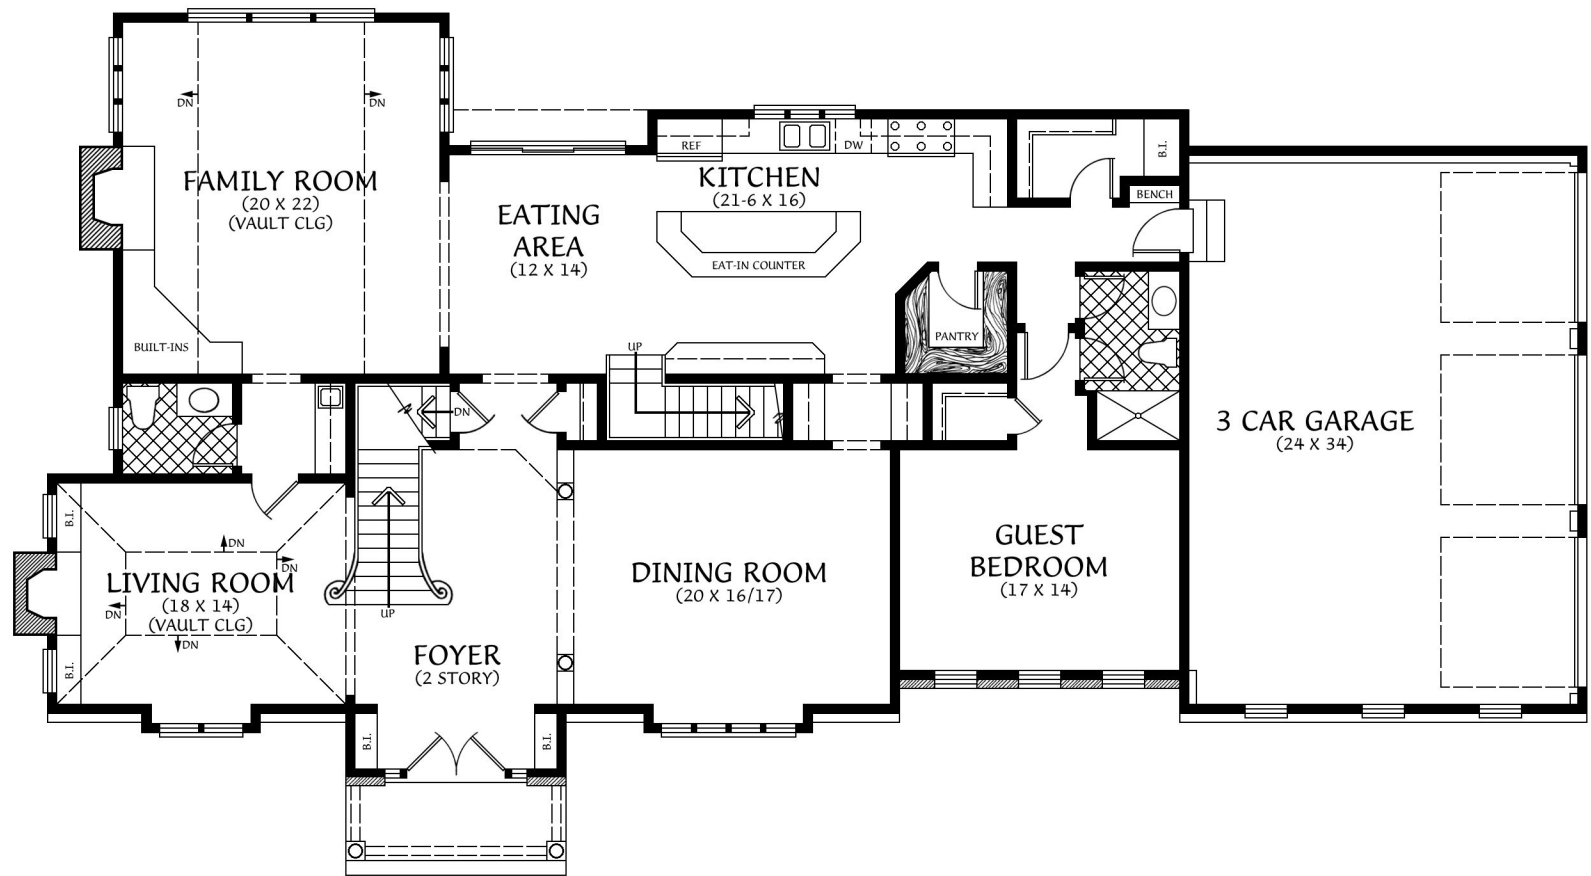 DN
DN
FAMILY ROOM
(20 X 22)
(VAULT CLG)
BUILT-INS
EATING
AREA
(12 X 14)
REF
DW
KITCHEN
(21-6 X 16)
EAT-IN COUNTER
B.I.
BENCH
PANTRY
UP
DN
3 CAR GARAGE
(24 X 34)
B.I.
DN
DN
LIVING ROOM
(18 X 14)
(VAULT CLG)
DN
DN
B.I.
UP
FOYER
(2 STORY)
DINING ROOM
(20 X 16/17)
GUEST
BEDROOM
(17 X 14)
B.I.
B.I.